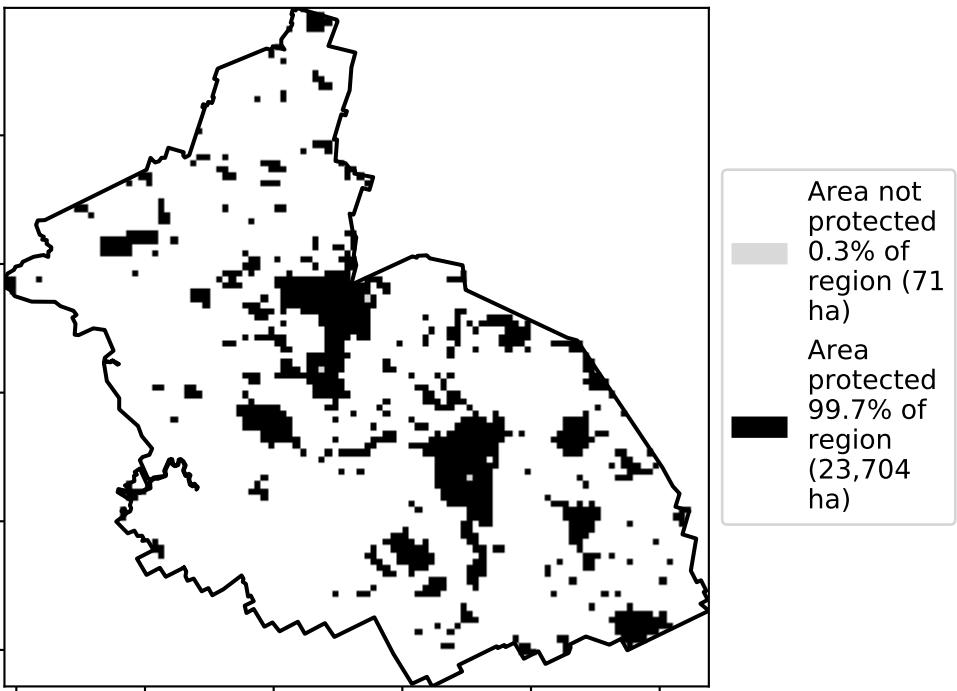 Area not
protected
0.3% of
region (71
ha)
Area
protected
99.7% of
region
(23,704
ha)